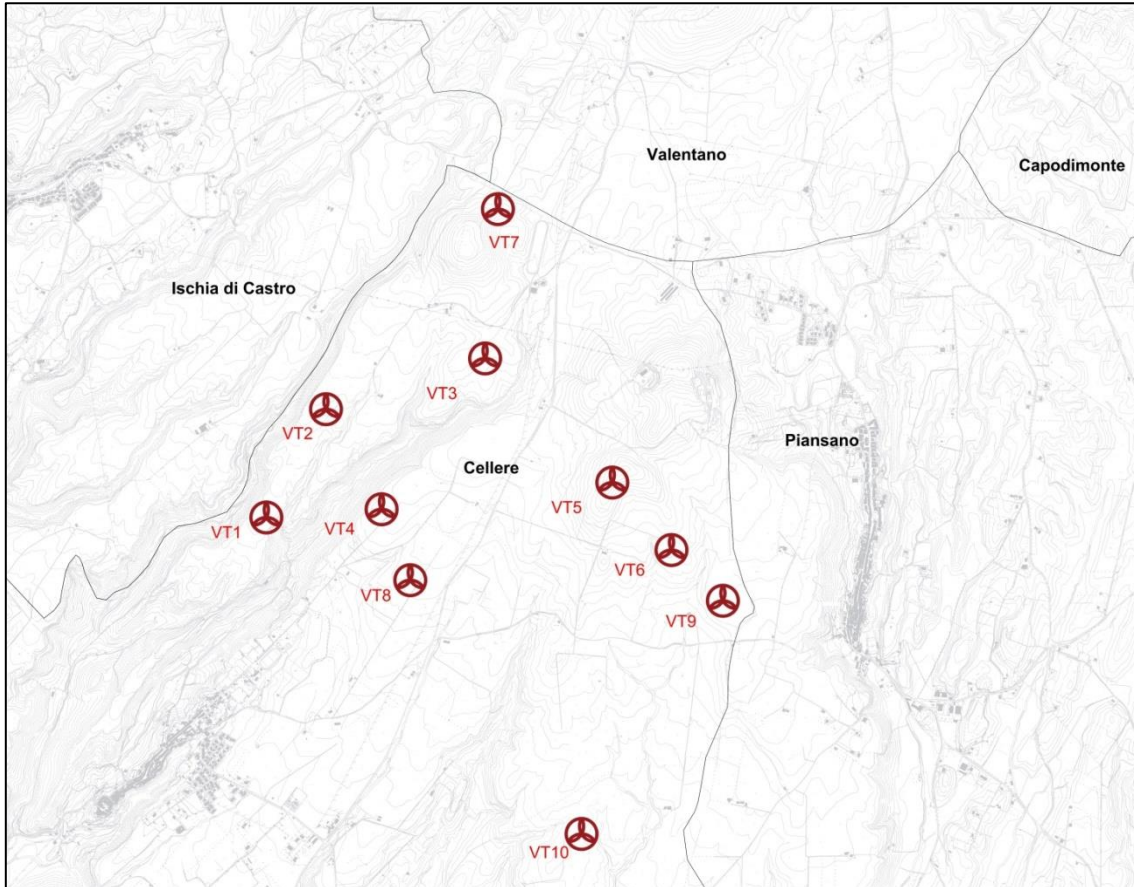 Valentano
Capodimonte
VT7
Ischia di Castro
VT3
VT2
Piansano
Cellere
VT5
VT1
VT4
VT6
VT8
VT9
VT10